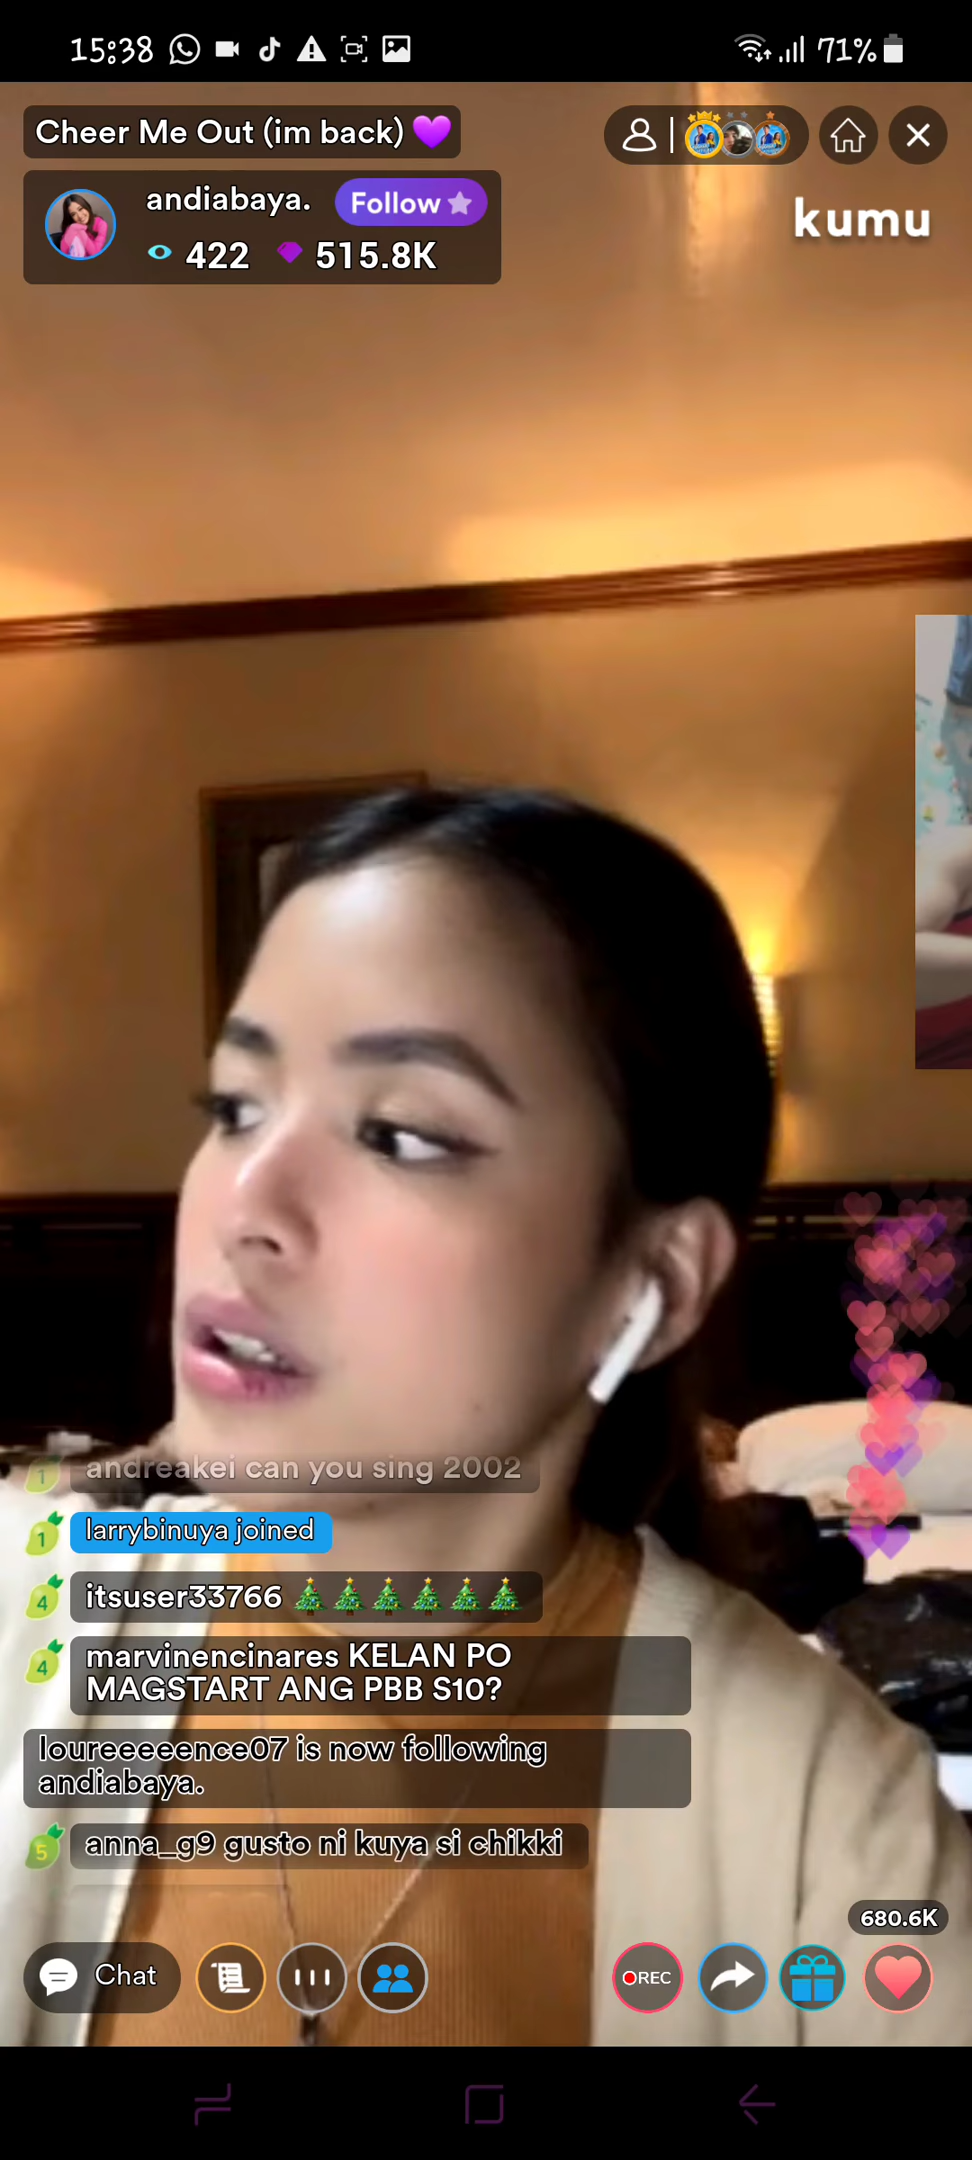 15:38
71%
Cheer Me Out (im back) 💜
andiabaya.
Follow
422
515.8K
kumu
1 andreakei can you sing 2002
1 larrybinuya joined
4 itsuser33766 🎄🎄🎄🎄🎄🎄
4 marvinencinares KELAN PO
MAGSTART ANG PBB S10?
loureeeeence07 is now following
andiabaya.
5 anna_g9 gusto ni kuya si chikki
680.6K
Chat
REC